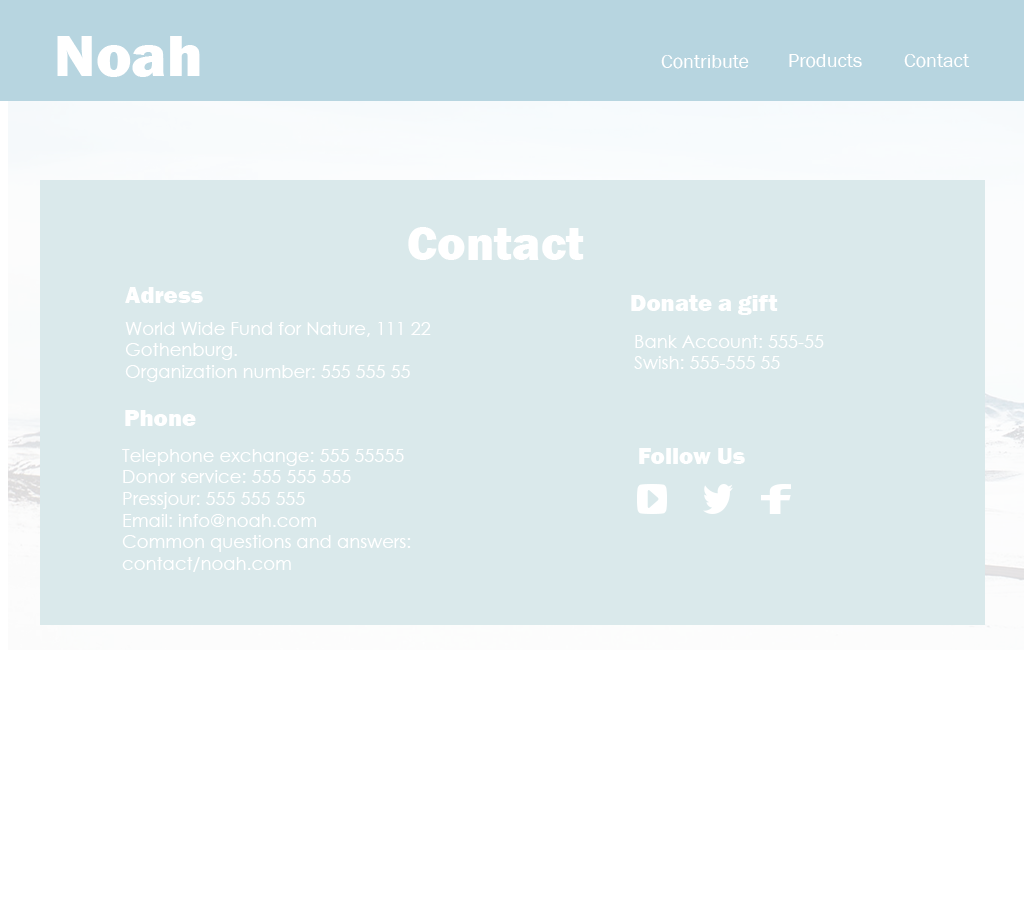 Noah
Contribute
Products
Contact
Contact
Adress
World Wide Fund for Nature, 111 22
Gothenburg.
Organization number: 555 555 55
Phone
Telephone exchange: 555 55555
Donor service: 555 555 555
Pressjour: 555 555 555
Email: info@noah.com
Common questions and answers:
contact/noah.com
Donate a gift
Bank Account: 555-55
Swish: 555-555 55
Follow Us